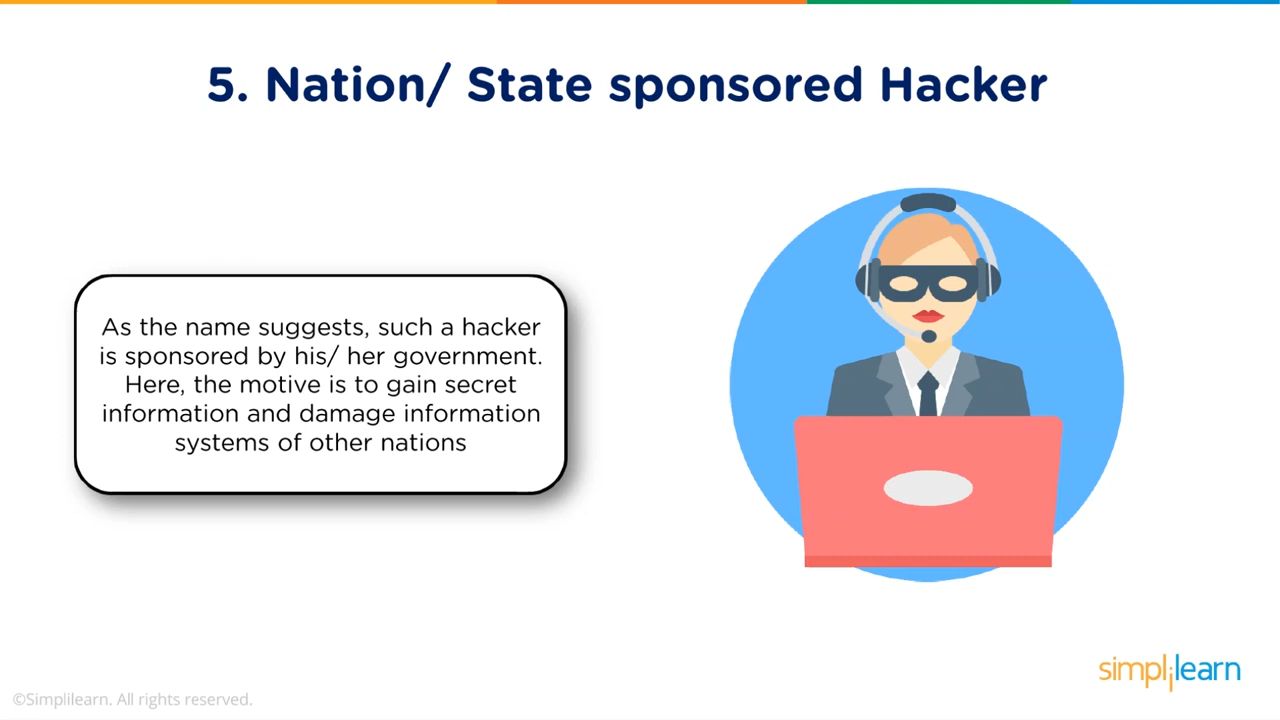 5. Nation/ State sponsored Hacker
As the name suggests, such a hacker
is sponsored by his/ her government.
Here, the motive is to gain secret
information and damage information
systems of other nations
simplilearn
©Simplilearn. All rights reserved.